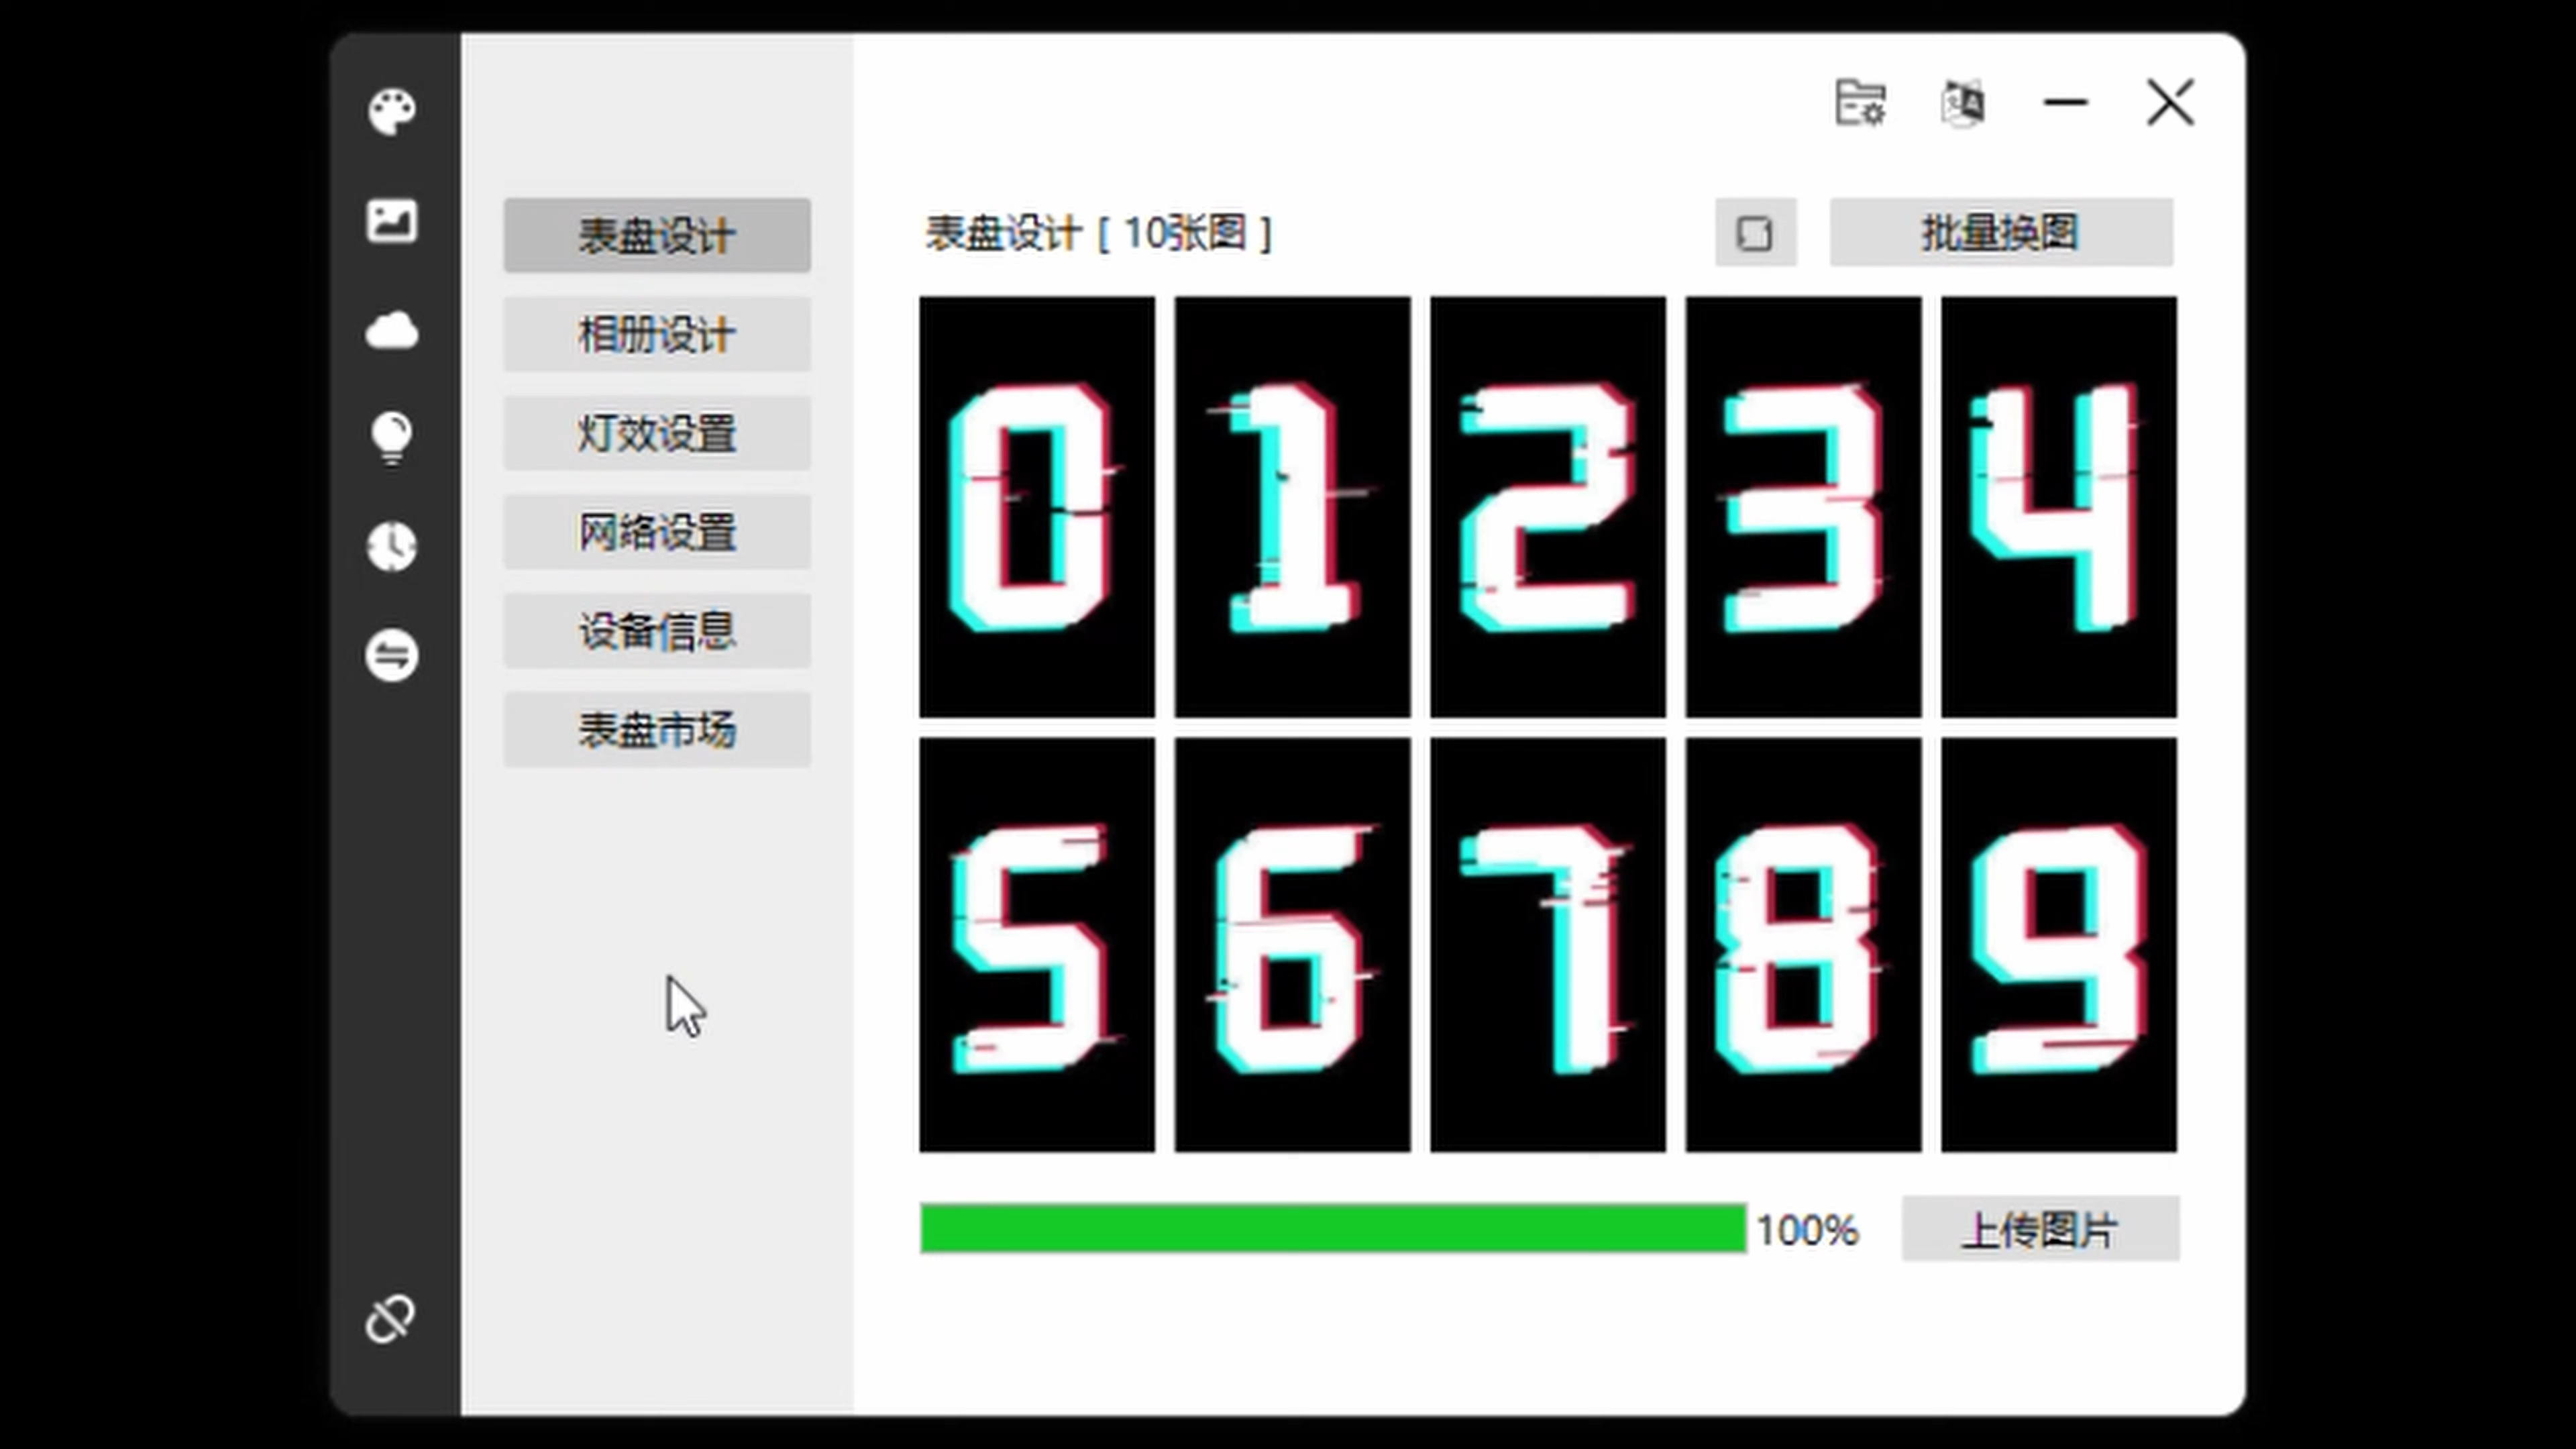 表盘设计
相册设计
灯效设置
网络设置
设备信息
表盘市场
表盘设计 [ 10张图 ]
批量换图
0 1 2 3 4
5 6 7 8 9
100%
上传图片